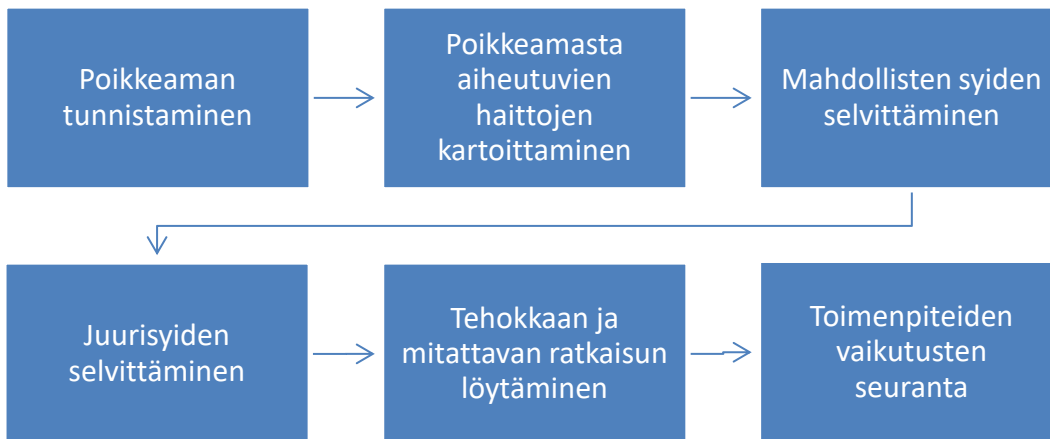 Poikkeaman
tunnistaminen
Poikkeamasta
aiheutuvien
haittojen
kartoittaminen
Mahdollisten syiden
selvittäminen
Juurisyiden
selvittäminen
Tehokkaan ja
mitattavan ratkaisun
löytäminen
Toimenpiteiden
vaikutusten
seuranta